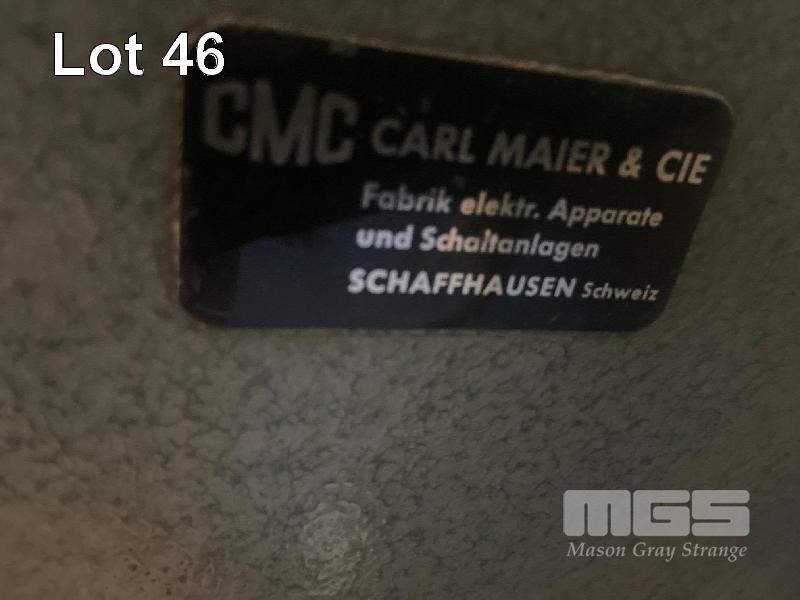 Lot 46
CMC CARL MAIER & CIE
Fabrik elektr. Apparate
und Schaltanlagen
SCHAFFHAUSEN Schweiz
MGS
Mason Gray Strange